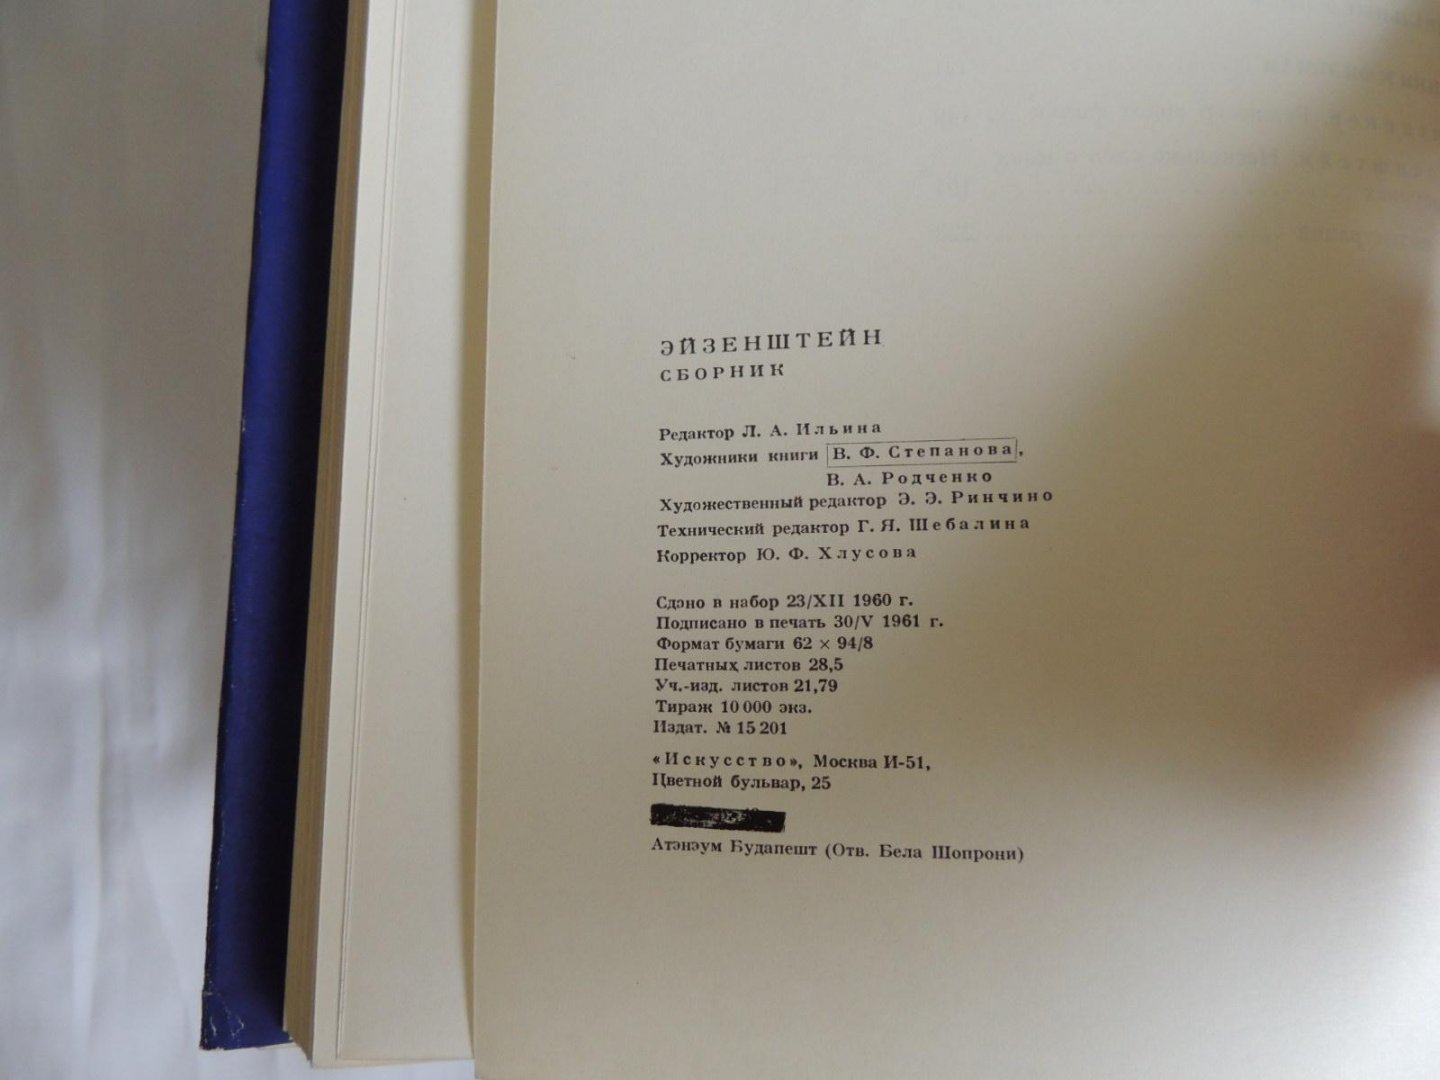 ЭЙЗЕНШТЕЙН
СБОРНИК
Редактор Л. А. Ильина
Художники книги В. Ф. Степанова,
В. А. Родченко
Художественный редактор Э. Э. Ринчино
Технический редактор Г. Я. Шебалина
Корректор Ю. Ф. Хлусова
Сдано в набор 23/XII 1960 г.
Подписано в печать 30/V 1961 г.
Формат бумаги 62 × 94/8
Печатных листов 28,5
Уч.-изд. листов 21,79
Тираж 10 000 экз.
Издат. № 15 201
«Искусство», Москва И-51,
Цветной бульвар, 25
Атэнэум Будапешт (Отв. Бела Шопрони)